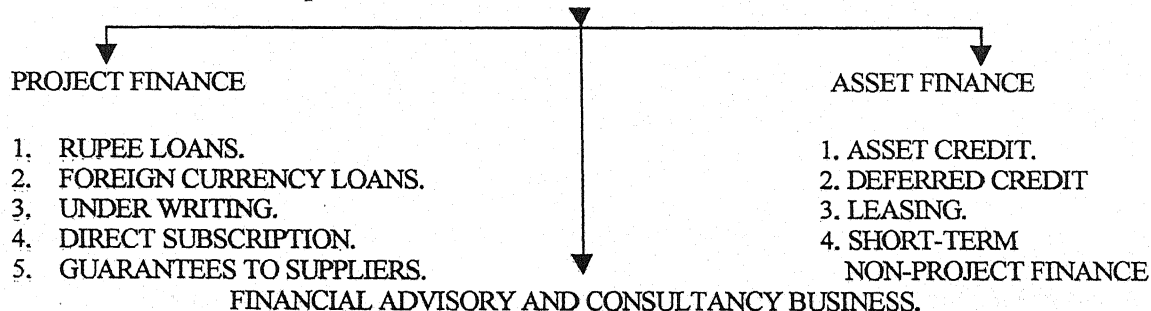 PROJECT FINANCE
1. RUPEE LOANS.
2. FOREIGN CURRENCY LOANS.
3. UNDER WRITING.
4. DIRECT SUBSCRIPTION.
5. GUARANTEES TO SUPPLIERS.
ASSET FINANCE
1. ASSET CREDIT.
2. DEFERRED CREDIT
3. LEASING.
4. SHORT-TERM
NON-PROJECT FINANCE
FINANCIAL ADVISORY AND CONSULTANCY BUSINESS.